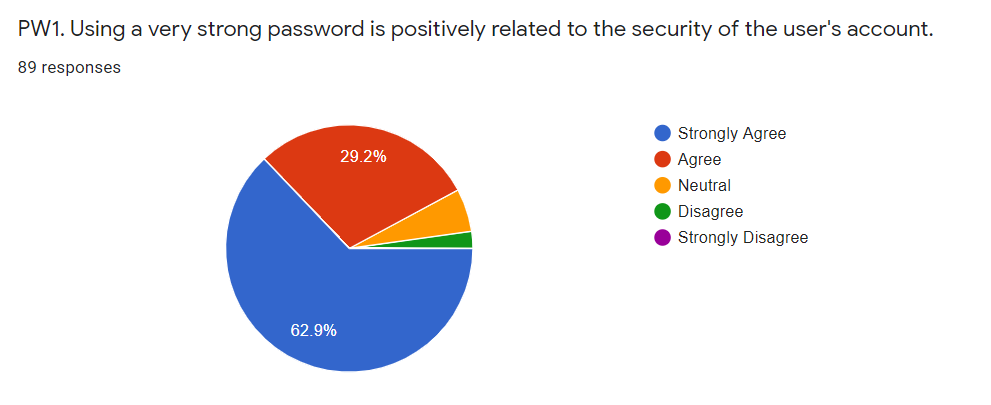 PW1. Using a very strong password is positively related to the security of the user's account.
89 responses
29.2%
62.9%
Strongly Agree
Agree
Neutral
Disagree
Strongly Disagree